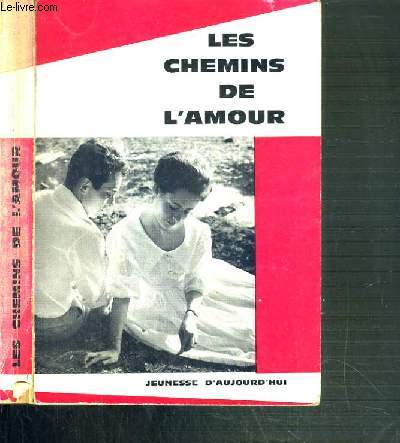 Le-livre.com
LES
CHEMINS
DE
L'AMOUR
LES CHEMINS DE L'AMOUR
JEUNESSE D'AUJOURD'HUI